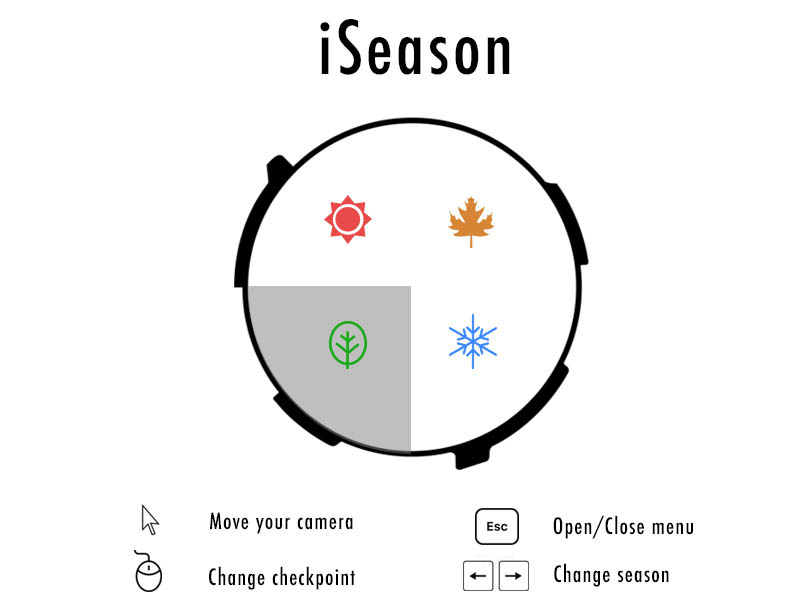 iSeason
Move your camera
Esc
Open/Close menu
Change checkpoint
Change season